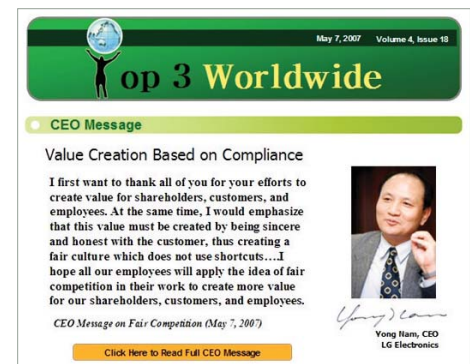 May 7, 2007 Volume 4, Issue 18
Top 3 Worldwide
CEO Message
Value Creation Based on Compliance
I first want to thank all of you for your efforts to
create value for shareholders, customers, and
employees. At the same time, I would emphasize
that this value must be created by being sincere
and honest with the customer, thus creating a
fair culture which does not use shortcuts….I
hope all our employees will apply the idea of fair
competition in their work to create more value
for our shareholders, customers, and employees.
CEO Message on Fair Competition (May 7, 2007)
Click Here to Read Full CEO Message
Yong Nam
Yong Nam, CEO
LG Electronics